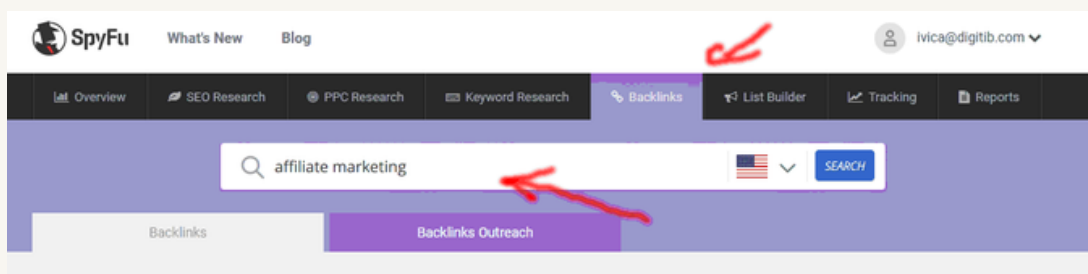 SpyFu What's New Blog ivica@digitib.com
Overview SEO Research PPC Research Keyword Research Backlinks List Builder Tracking Reports
affiliate marketing SEARCH
Backlinks Backlinks Outreach